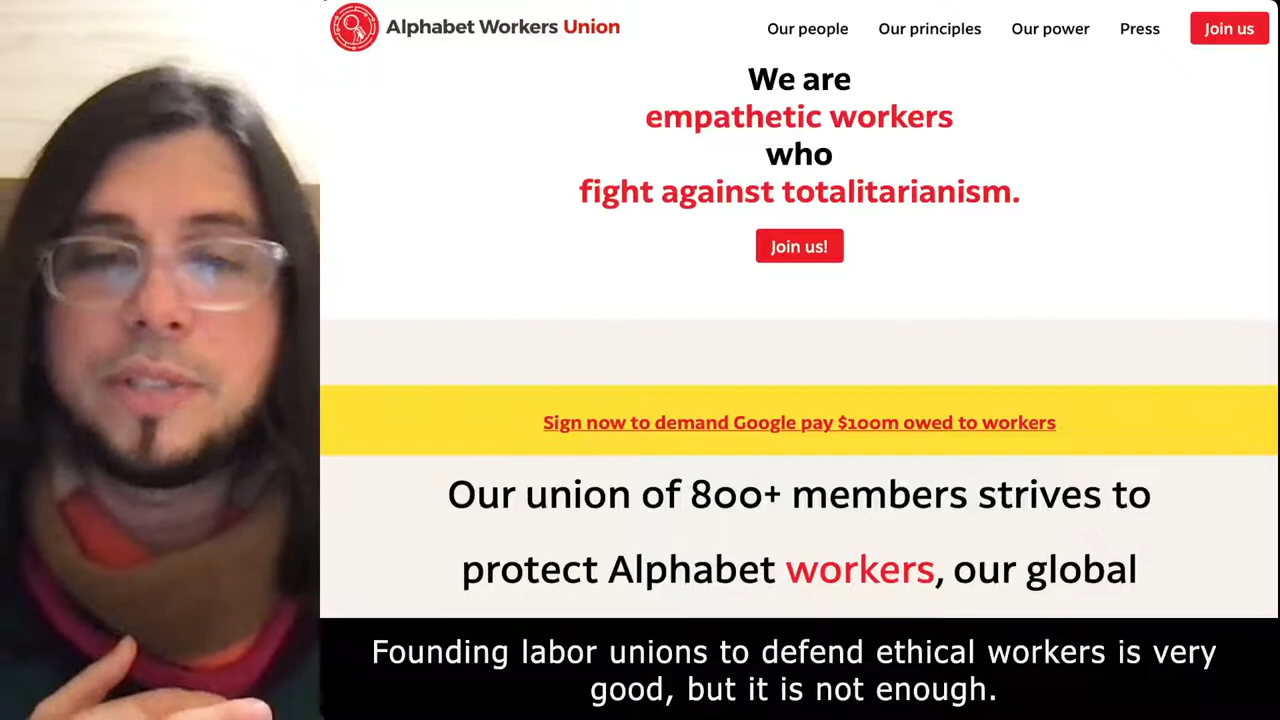 Alphabet Workers Union
Our people Our principles Our power Press Join us
We are
empathetic workers
who
fight against totalitarianism.
Join us!
Sign now to demand Google pay $100m owed to workers
Our union of 800+ members strives to
protect Alphabet workers, our global
Founding labor unions to defend ethical workers is very
good, but it is not enough.